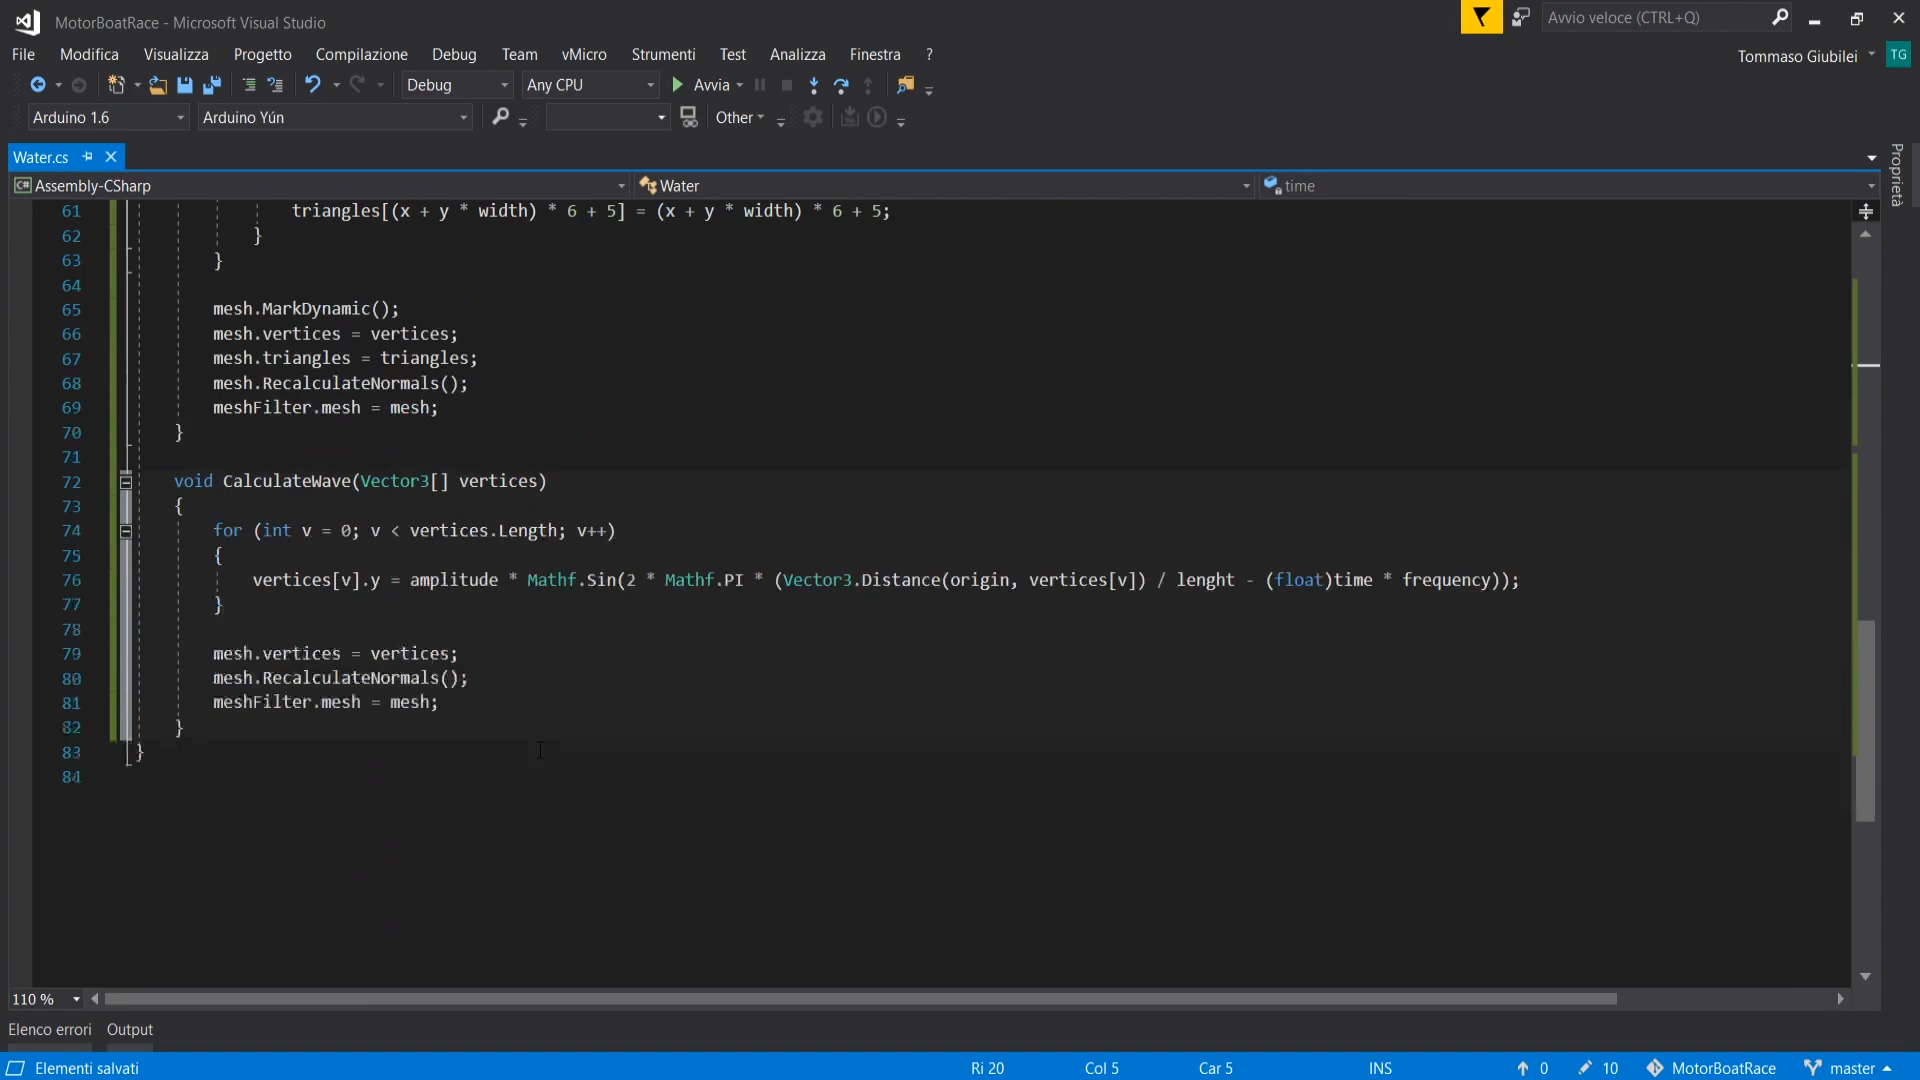 MotorBoatRace - Microsoft Visual Studio
Avvio veloce (CTRL+Q)
File Modifica Visualizza Progetto Compilazione Debug Team vMicro Strumenti Test Analizza Finestra ?
Tommaso Giubilei TG
Debug Any CPU Avvia
Arduino 1.6 Arduino Yún Other
Water.cs
Proprietà
C# Assembly-CSharp Water time
61 triangles[(x + y * width) * 6 + 5] = (x + y * width) * 6 + 5;
62 }
63 }
64
65 mesh.MarkDynamic();
66 mesh.vertices = vertices;
67 mesh.triangles = triangles;
68 mesh.RecalculateNormals();
69 meshFilter.mesh = mesh;
70 }
71
72 void CalculateWave(Vector3[] vertices)
73 {
74 for (int v = 0; v < vertices.Length; v++)
75 {
76 vertices[v].y = amplitude * Mathf.Sin(2 * Mathf.PI * (Vector3.Distance(origin, vertices[v]) / lenght - (float)time * frequency));
77 }
78
79 mesh.vertices = vertices;
80 mesh.RecalculateNormals();
81 meshFilter.mesh = mesh;
82 }
83 }
84
110 %
Elenco errori Output
Elementi salvati Ri 20 Col 5 Car 5 INS 0 10 MotorBoatRace master